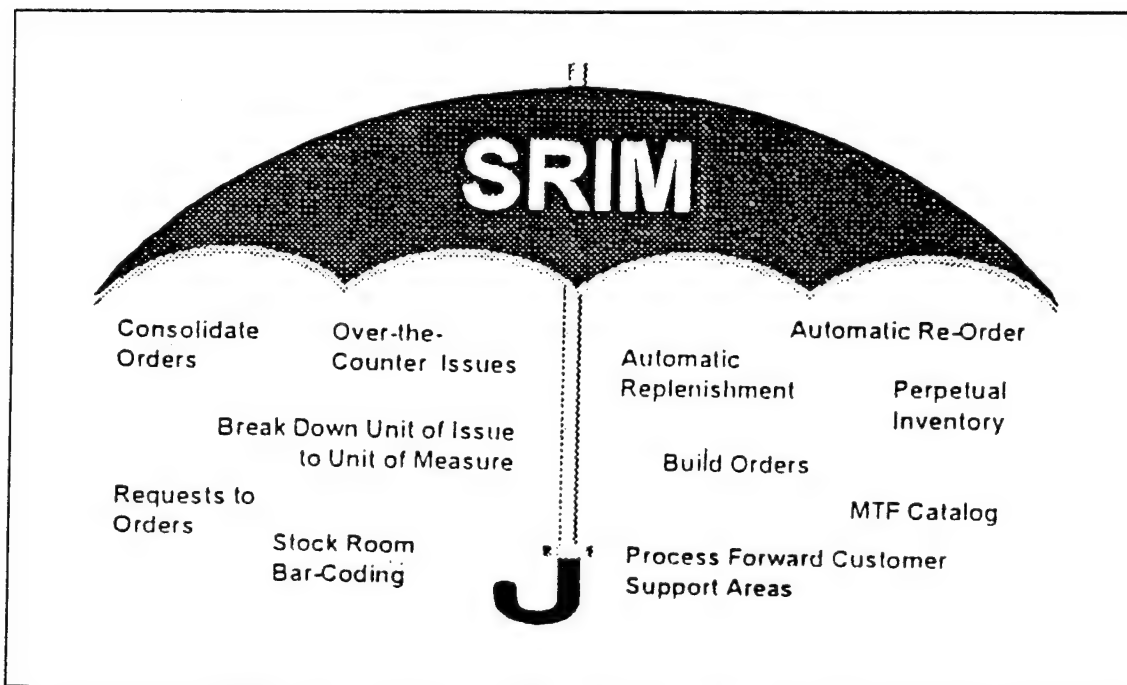 SRIM
Consolidate
Orders
Over-the-
Counter Issues
Automatic Re-Order
Automatic
Replenishment
Perpetual
Inventory
Break Down Unit of Issue
to Unit of Measure
Build Orders
Requests to
Orders
MTF Catalog
Stock Room
Bar-Coding
Process Forward Customer
Support Areas